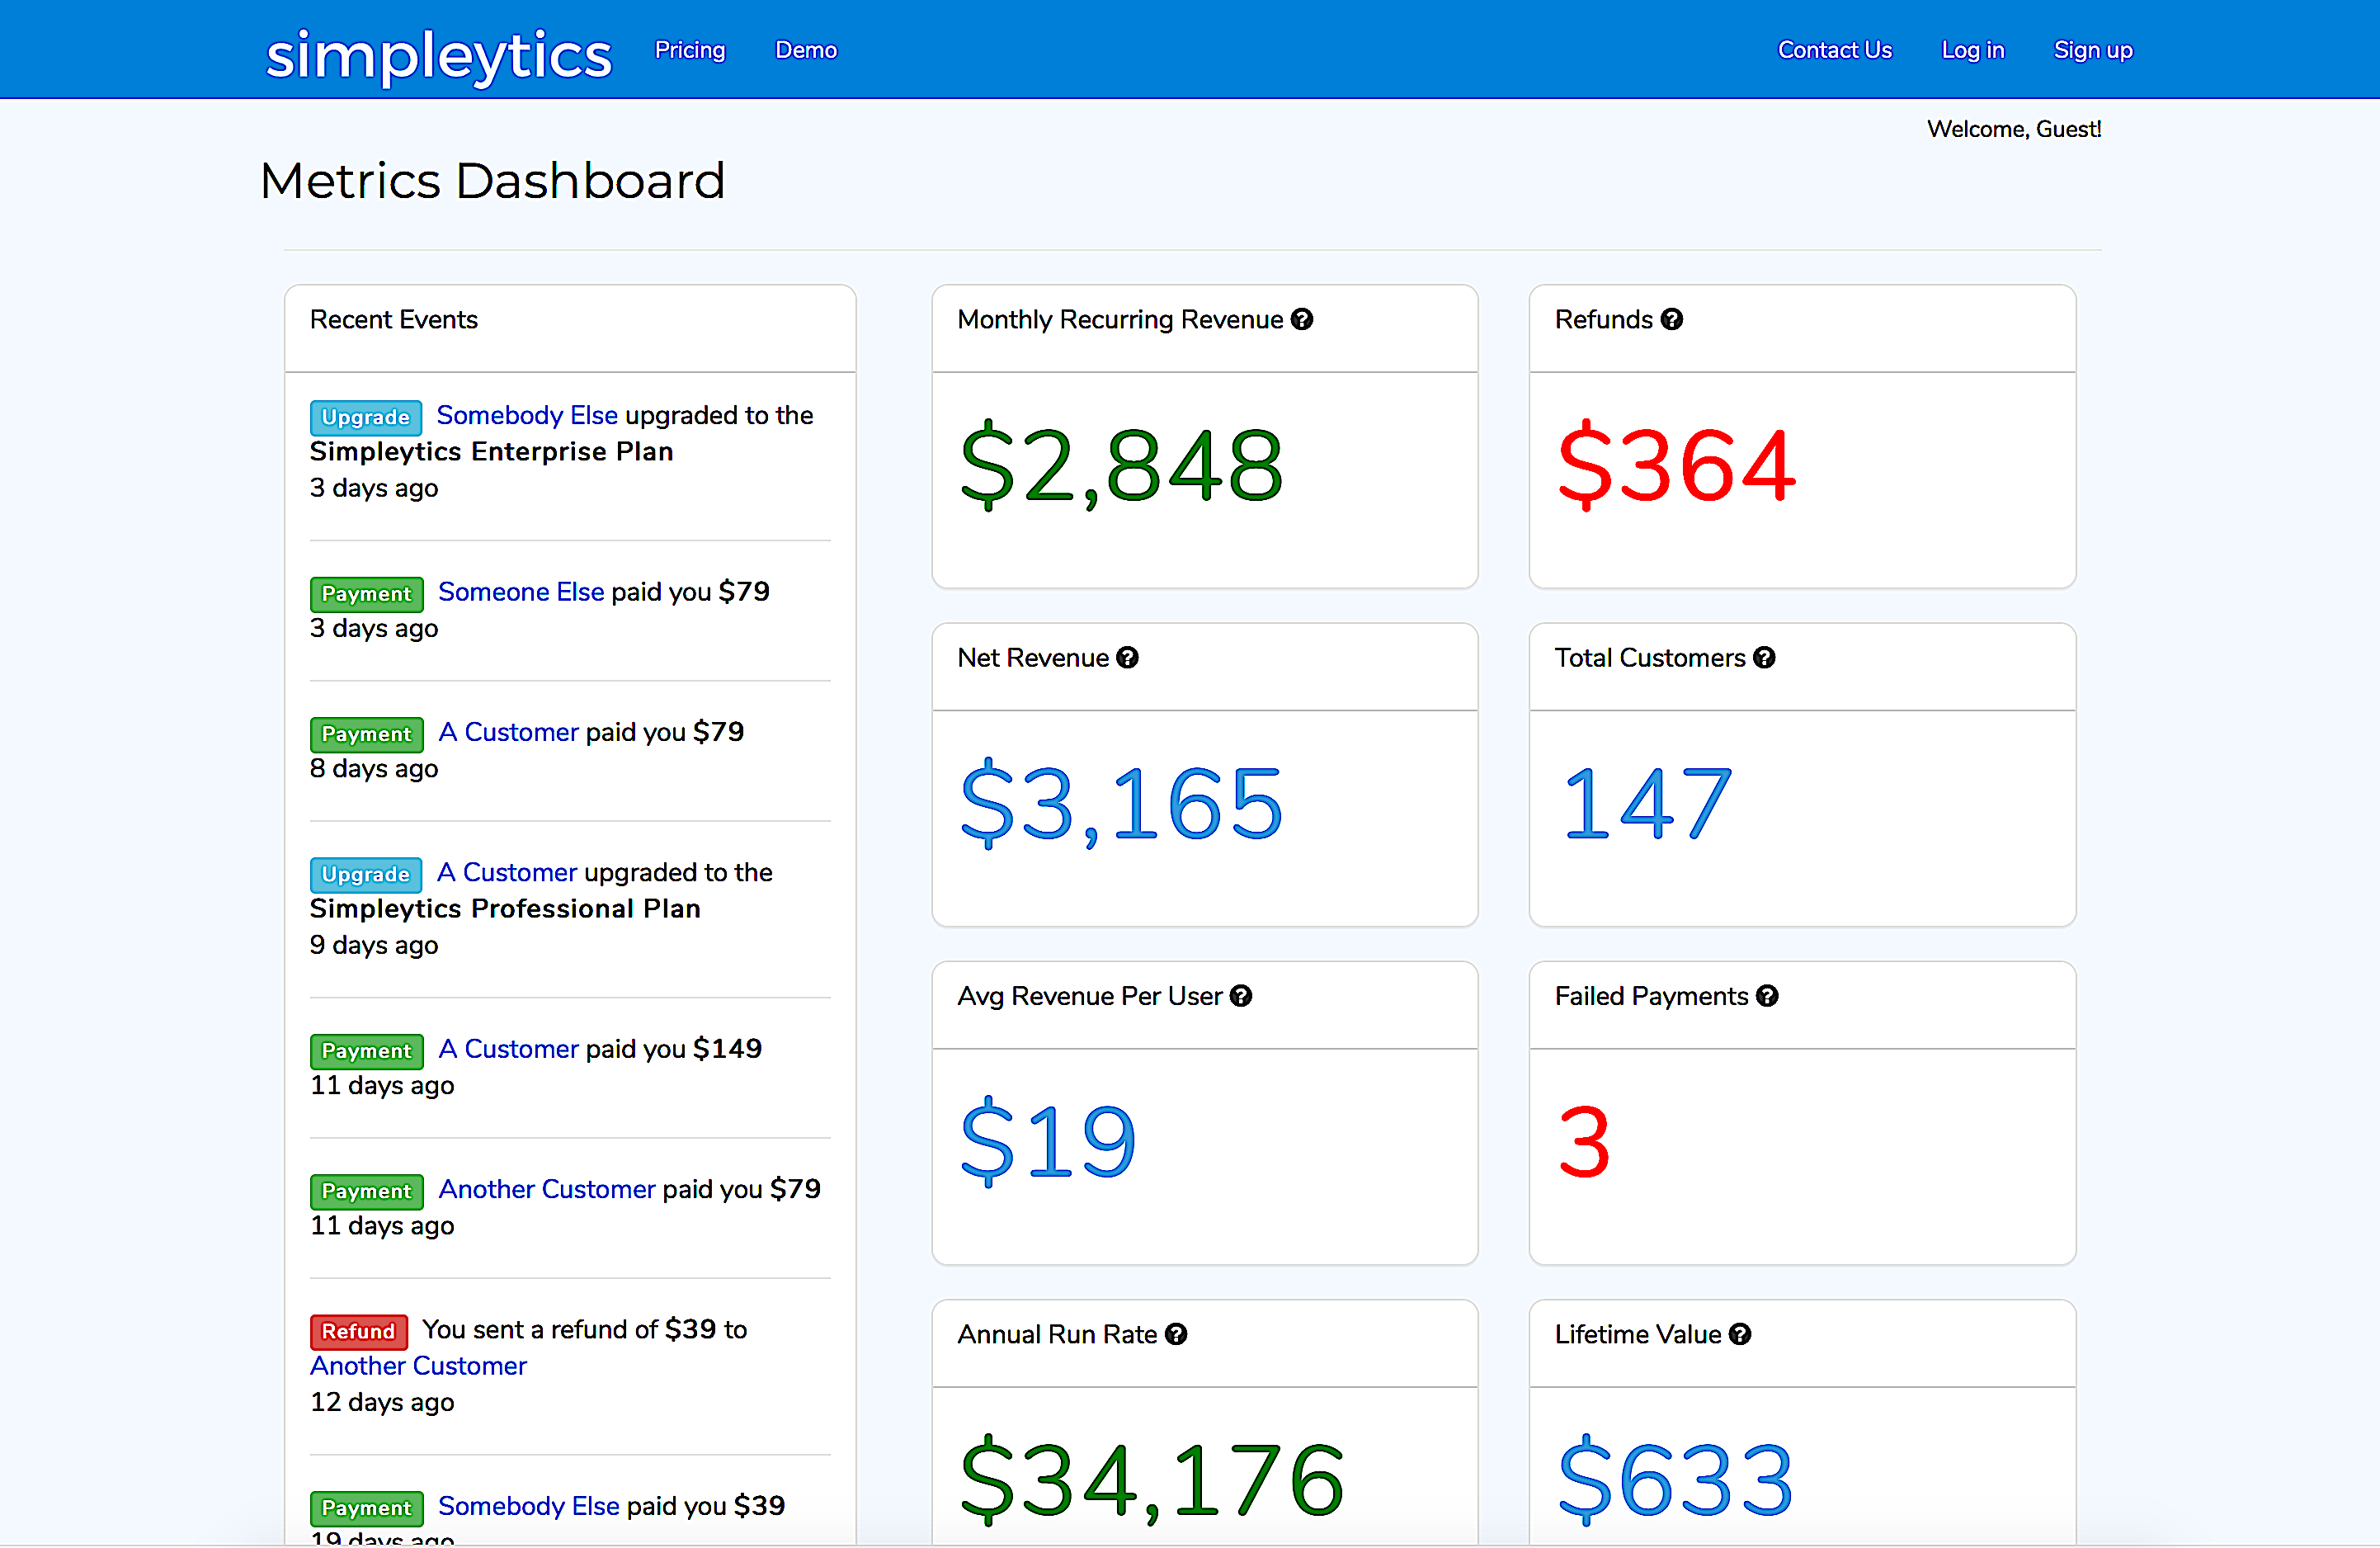 simpleytics Pricing Demo Contact Us Log in Sign up
Welcome, Guest!
Metrics Dashboard
Recent Events
Upgrade Somebody Else upgraded to the
Simpleytics Enterprise Plan
3 days ago
Payment Someone Else paid you $79
3 days ago
Payment A Customer paid you $79
8 days ago
Upgrade A Customer upgraded to the
Simpleytics Professional Plan
9 days ago
Payment A Customer paid you $149
11 days ago
Payment Another Customer paid you $79
11 days ago
Refund You sent a refund of $39 to
Another Customer
12 days ago
Payment Somebody Else paid you $39
19 days ago
Monthly Recurring Revenue ?
$2,848
Refunds ?
$364
Net Revenue ?
$3,165
Total Customers ?
147
Avg Revenue Per User ?
$19
Failed Payments ?
3
Annual Run Rate ?
$34,176
Lifetime Value ?
$633